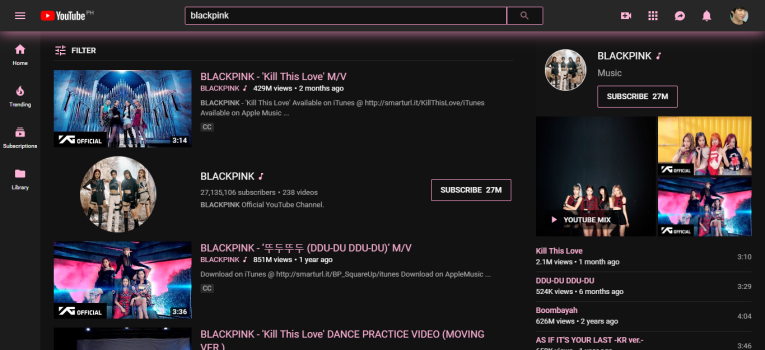 YouTube PH
blackpink
Home
Trending
Subscriptions
Library
FILTER
BLACKPINK - 'Kill This Love' M/V
BLACKPINK ♪ 429M views • 2 months ago
BLACKPINK - 'Kill This Love' Available on iTunes @ http://smarturl.it/KillThisLove/iTunes
Available on Apple Music ...
CC
YG OFFICIAL
3:14
BLACKPINK ♪
27,135,106 subscribers • 238 videos
BLACKPINK Official YouTube Channel.
SUBSCRIBE 27M
BLACKPINK - '뚜두뚜두 (DDU-DU DDU-DU)' M/V
BLACKPINK ♪ 851M views • 1 year ago
Download on iTunes @ http://smarturl.it/BP_SquareUp/itunes Download on AppleMusic ...
CC
YG OFFICIAL
3:36
BLACKPINK - 'Kill This Love' DANCE PRACTICE VIDEO (MOVING
VER.)
BLACKPINK ♪
Music
SUBSCRIBE 27M
YOUTUBE MIX
YG OFFICIAL
YG OFFICIAL
Kill This Love
2.1M views • 1 month ago
3:10
DDU-DU DDU-DU
524K views • 6 months ago
3:29
Boombayah
626M views • 2 years ago
4:04
AS IF IT'S YOUR LAST -KR ver.-
3:46